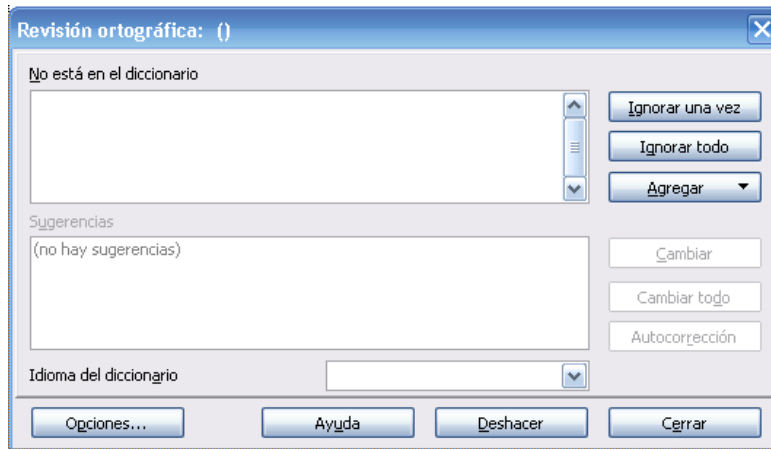 Revisión ortográfica: ()
No está en el diccionario
Ignorar una vez
Ignorar todo
Agregar
Sugerencias
(no hay sugerencias)
Cambiar
Cambiar todo
Autocorrección
Idioma del diccionario
Opciones...
Ayuda
Deshacer
Cerrar